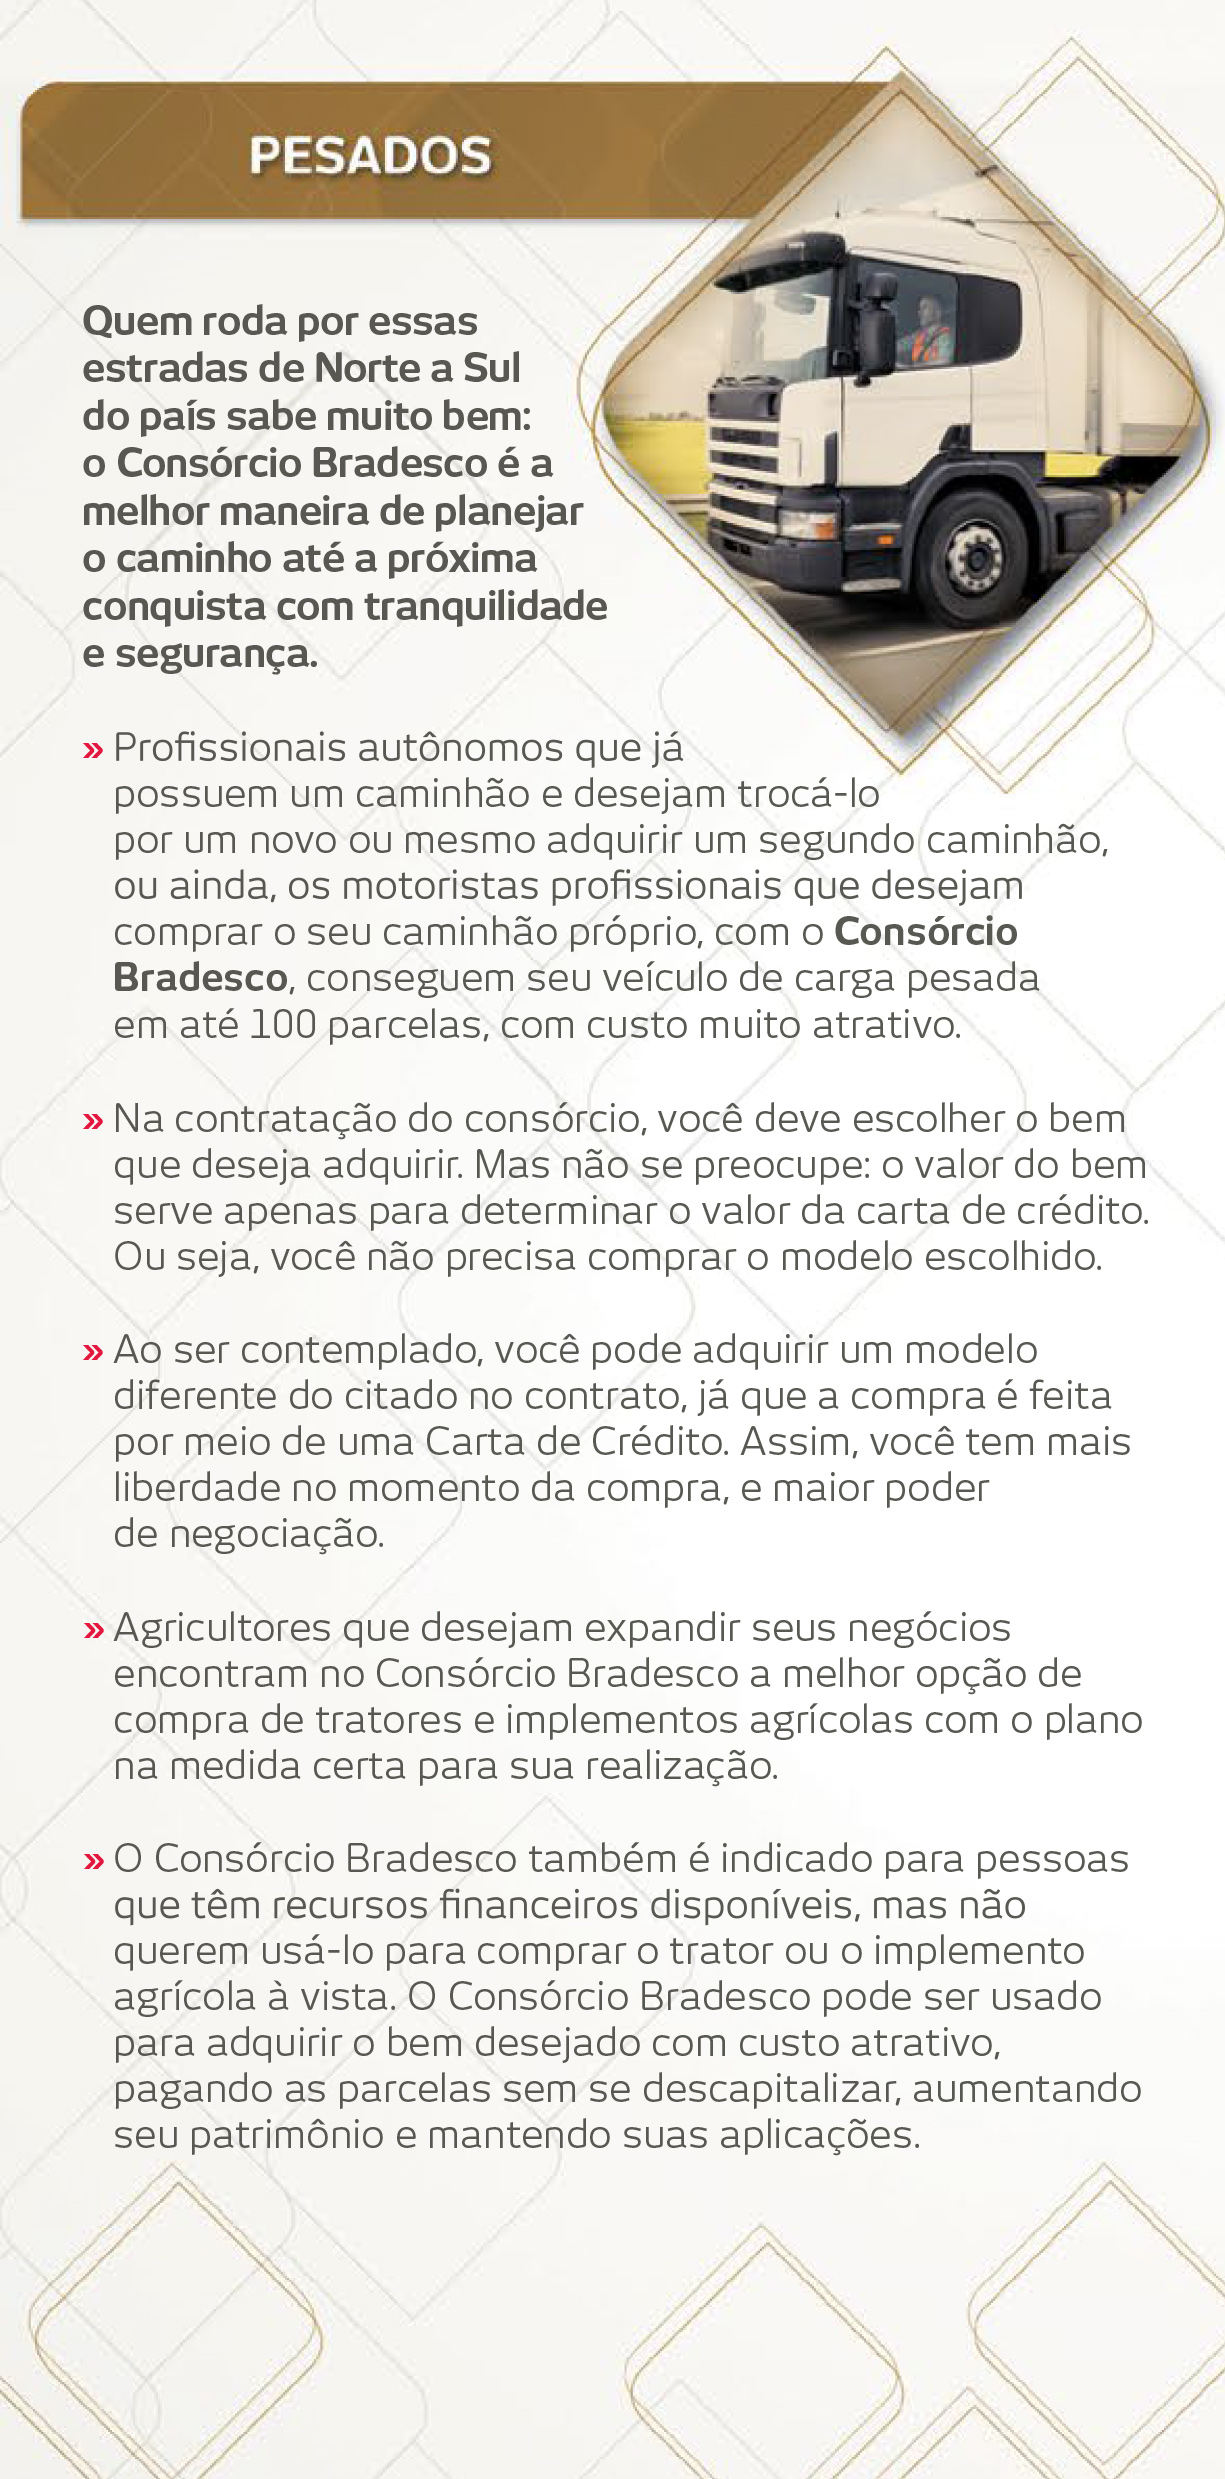 PESADOS
Quem roda por essas
estradas de Norte a Sul
do país sabe muito bem:
o Consórcio Bradesco é a
melhor maneira de planejar
o caminho até a próxima
conquista com tranquilidade
e segurança.
» Profissionais autônomos que já
possuem um caminhão e desejam trocá-lo
por um novo ou mesmo adquirir um segundo caminhão,
ou ainda, os motoristas profissionais que desejam
comprar o seu caminhão próprio, com o Consórcio
Bradesco, conseguem seu veículo de carga pesada
em até 100 parcelas, com custo muito atrativo.
» Na contratação do consórcio, você deve escolher o bem
que deseja adquirir. Mas não se preocupe: o valor do bem
serve apenas para determinar o valor da carta de crédito.
Ou seja, você não precisa comprar o modelo escolhido.
» Ao ser contemplado, você pode adquirir um modelo
diferente do citado no contrato, já que a compra é feita
por meio de uma Carta de Crédito. Assim, você tem mais
liberdade no momento da compra, e maior poder
de negociação.
» Agricultores que desejam expandir seus negócios
encontram no Consórcio Bradesco a melhor opção de
compra de tratores e implementos agrícolas com o plano
na medida certa para sua realização.
» O Consórcio Bradesco também é indicado para pessoas
que têm recursos financeiros disponíveis, mas não
querem usá-lo para comprar o trator ou o implemento
agrícola à vista. O Consórcio Bradesco pode ser usado
para adquirir o bem desejado com custo atrativo,
pagando as parcelas sem se descapitalizar, aumentando
seu patrimônio e mantendo suas aplicações.